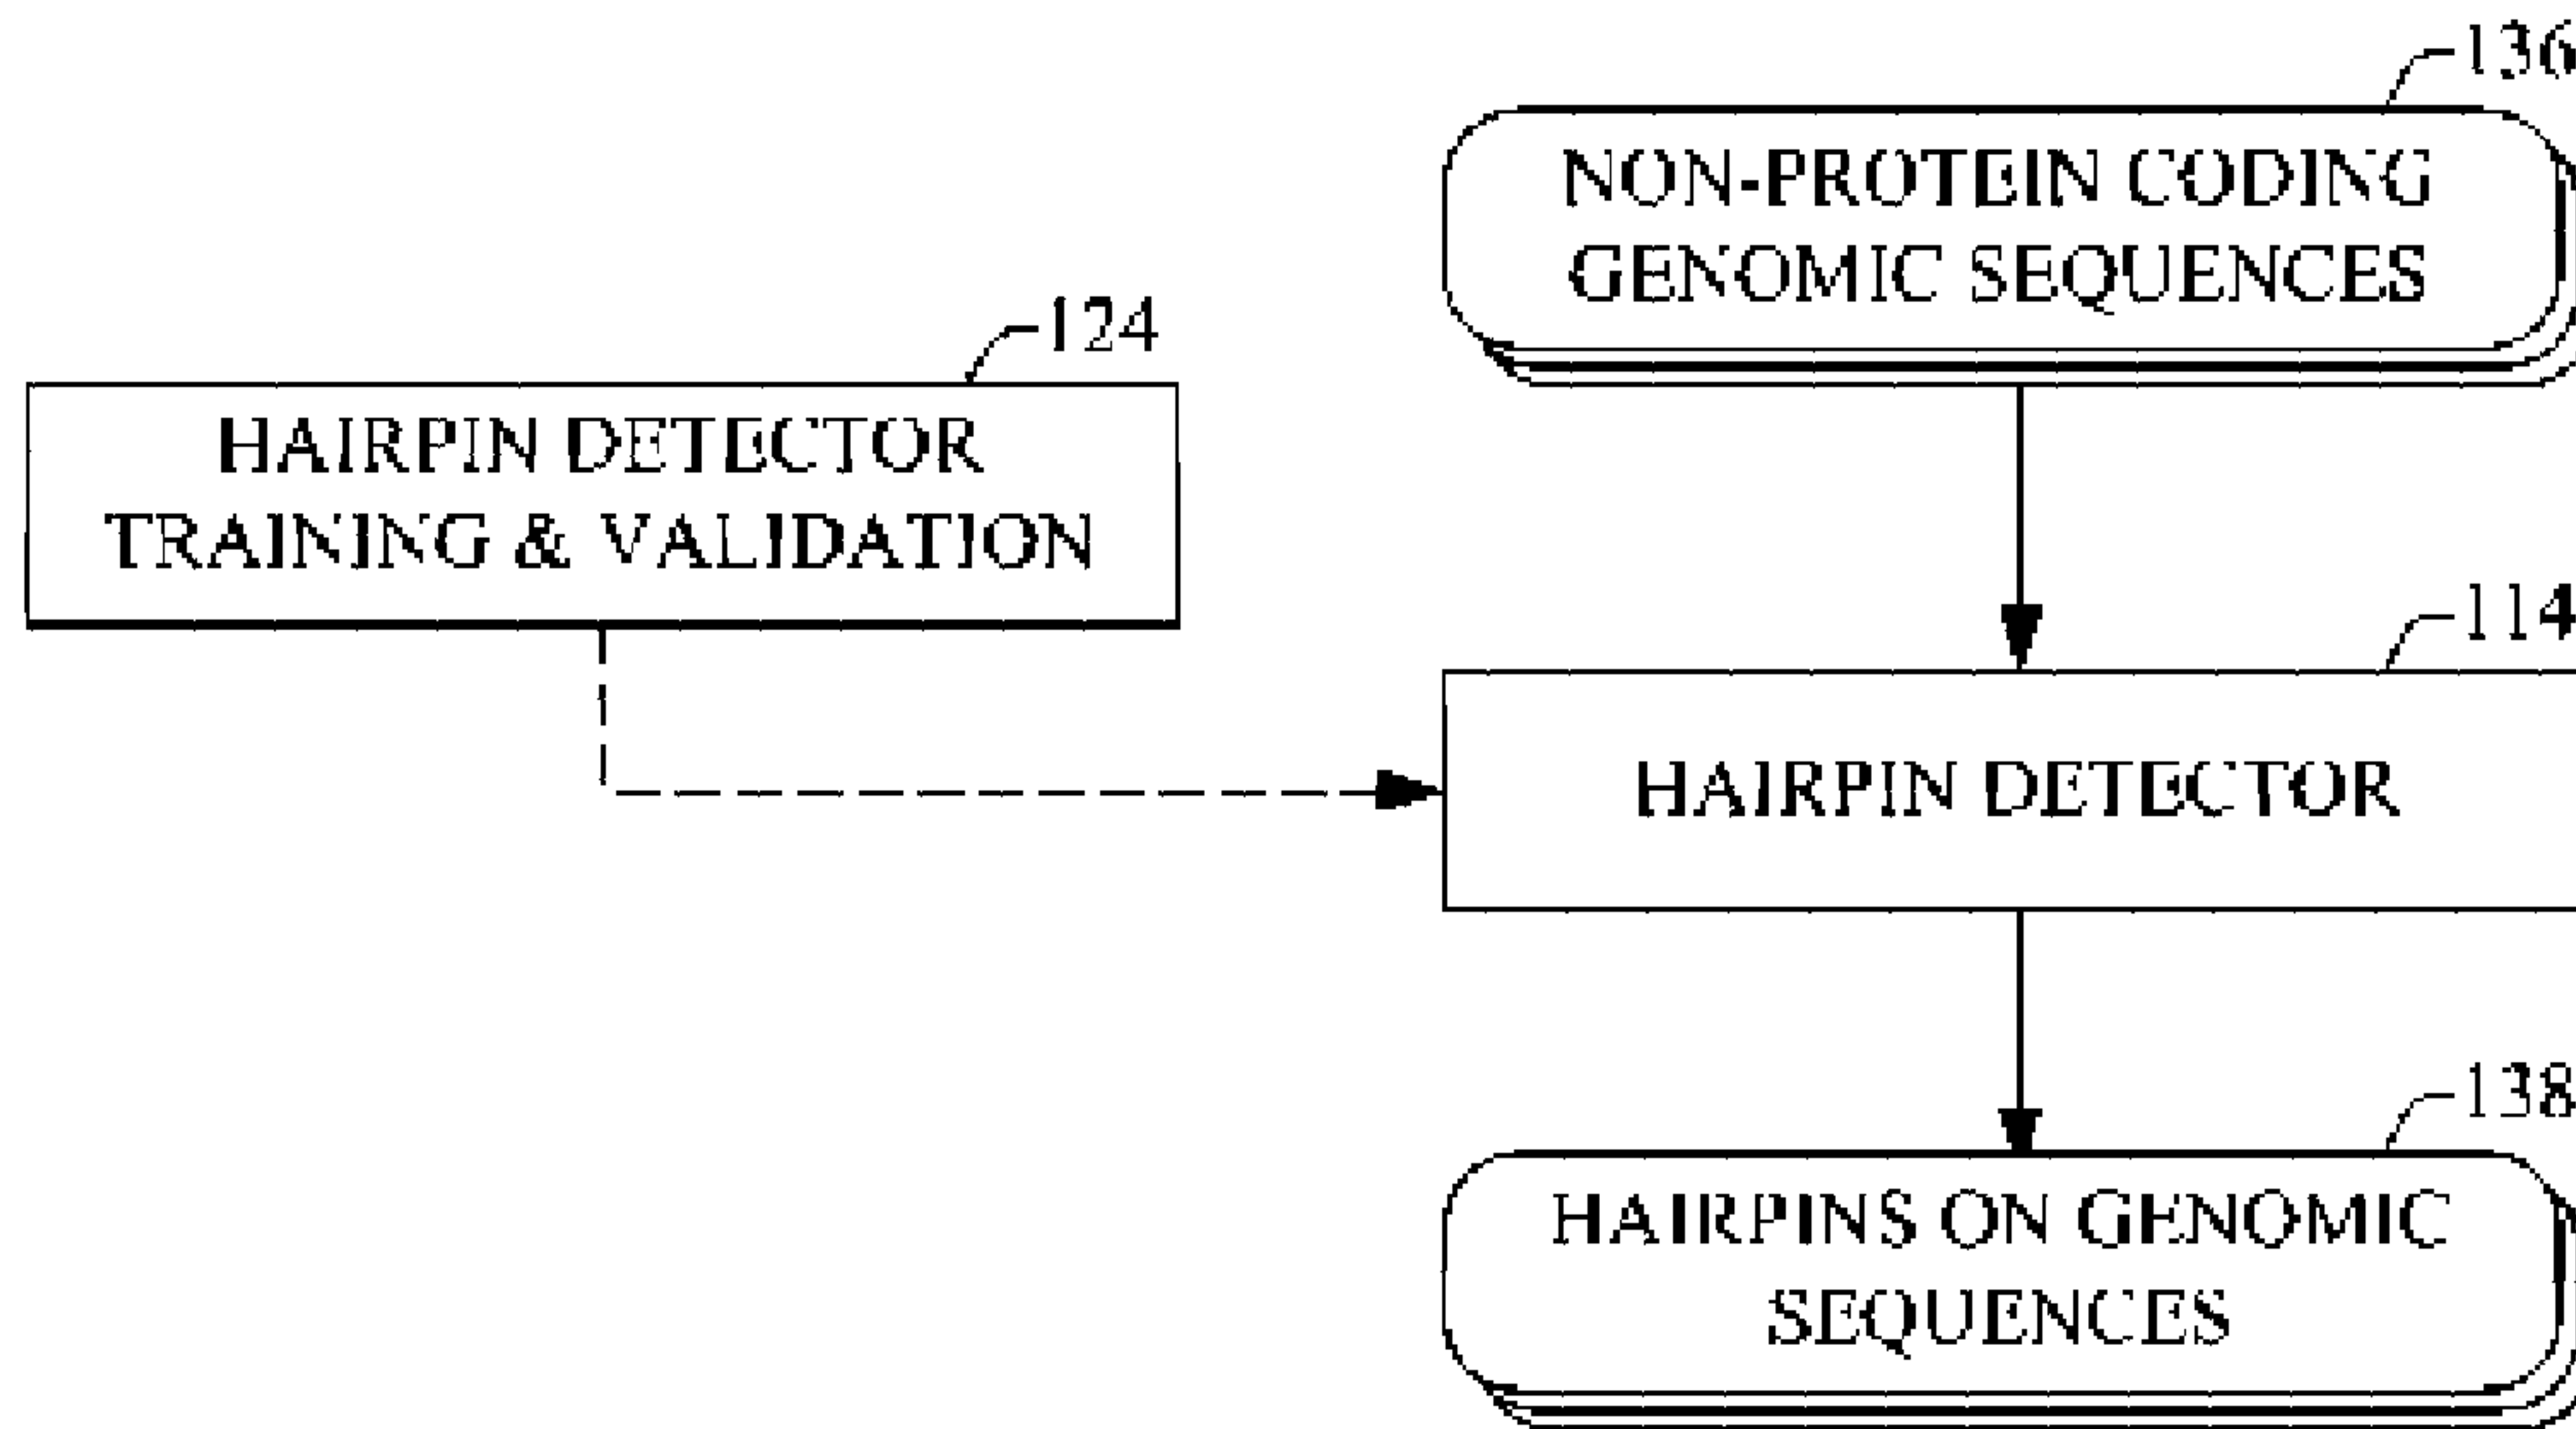 136
NON-PROTEIN CODING
GENOMIC SEQUENCES
124
HAIRPIN DETECTOR
TRAINING & VALIDATION
114
HAIRPIN DETECTOR
138
HAIRPINS ON GENOMIC
SEQUENCES